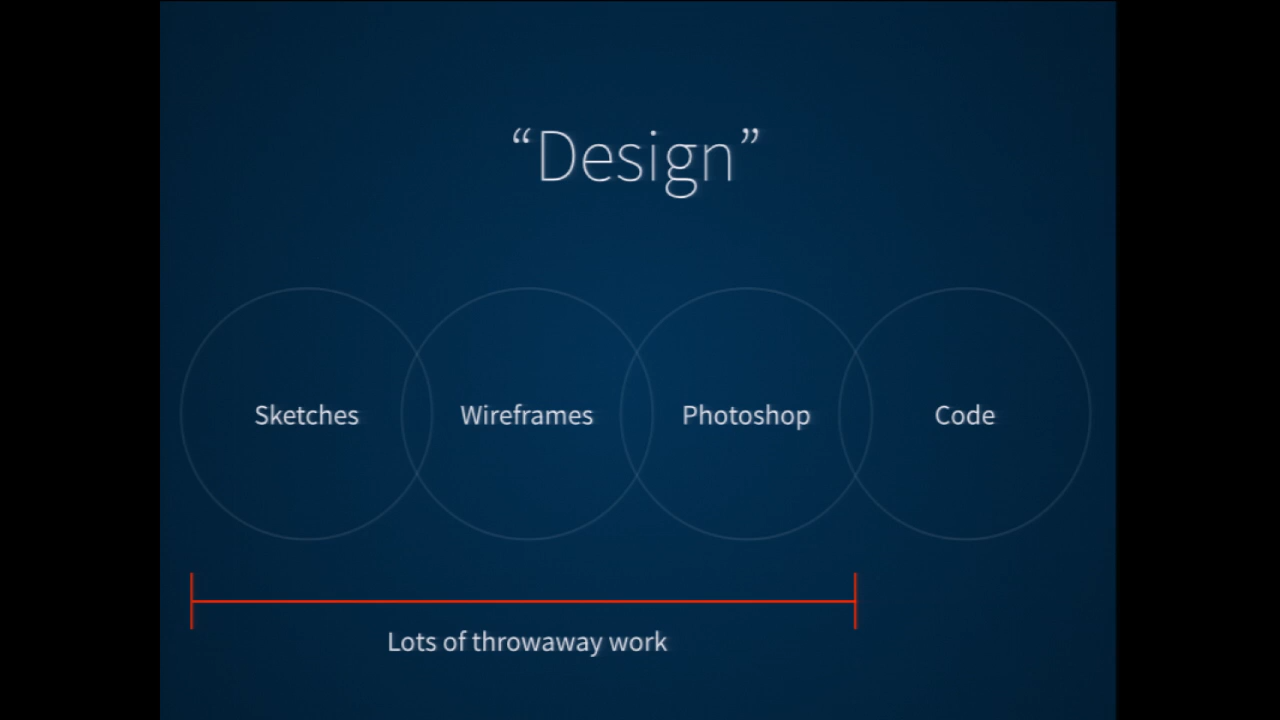 “Design”
Sketches
Wireframes
Photoshop
Code
Lots of throwaway work